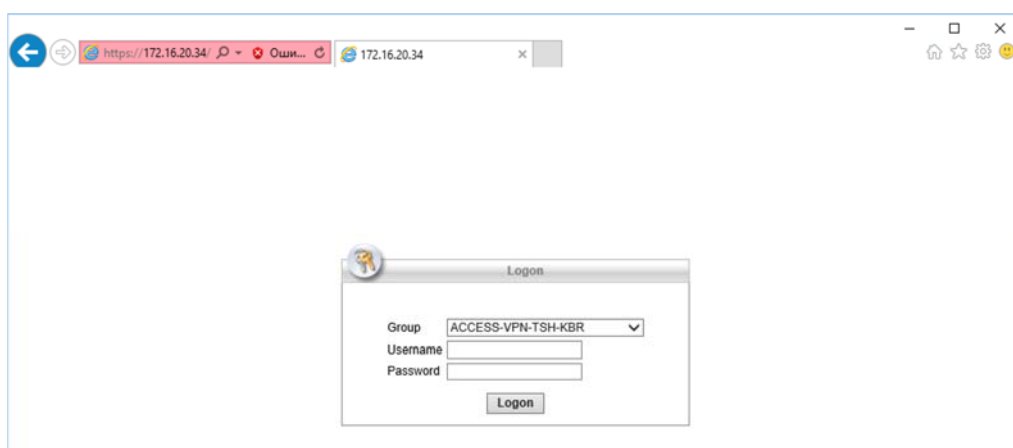 https://172.16.20.34/ Оши... 172.16.20.34
Logon
Group ACCESS-VPN-TSH-KBR
Username
Password
Logon